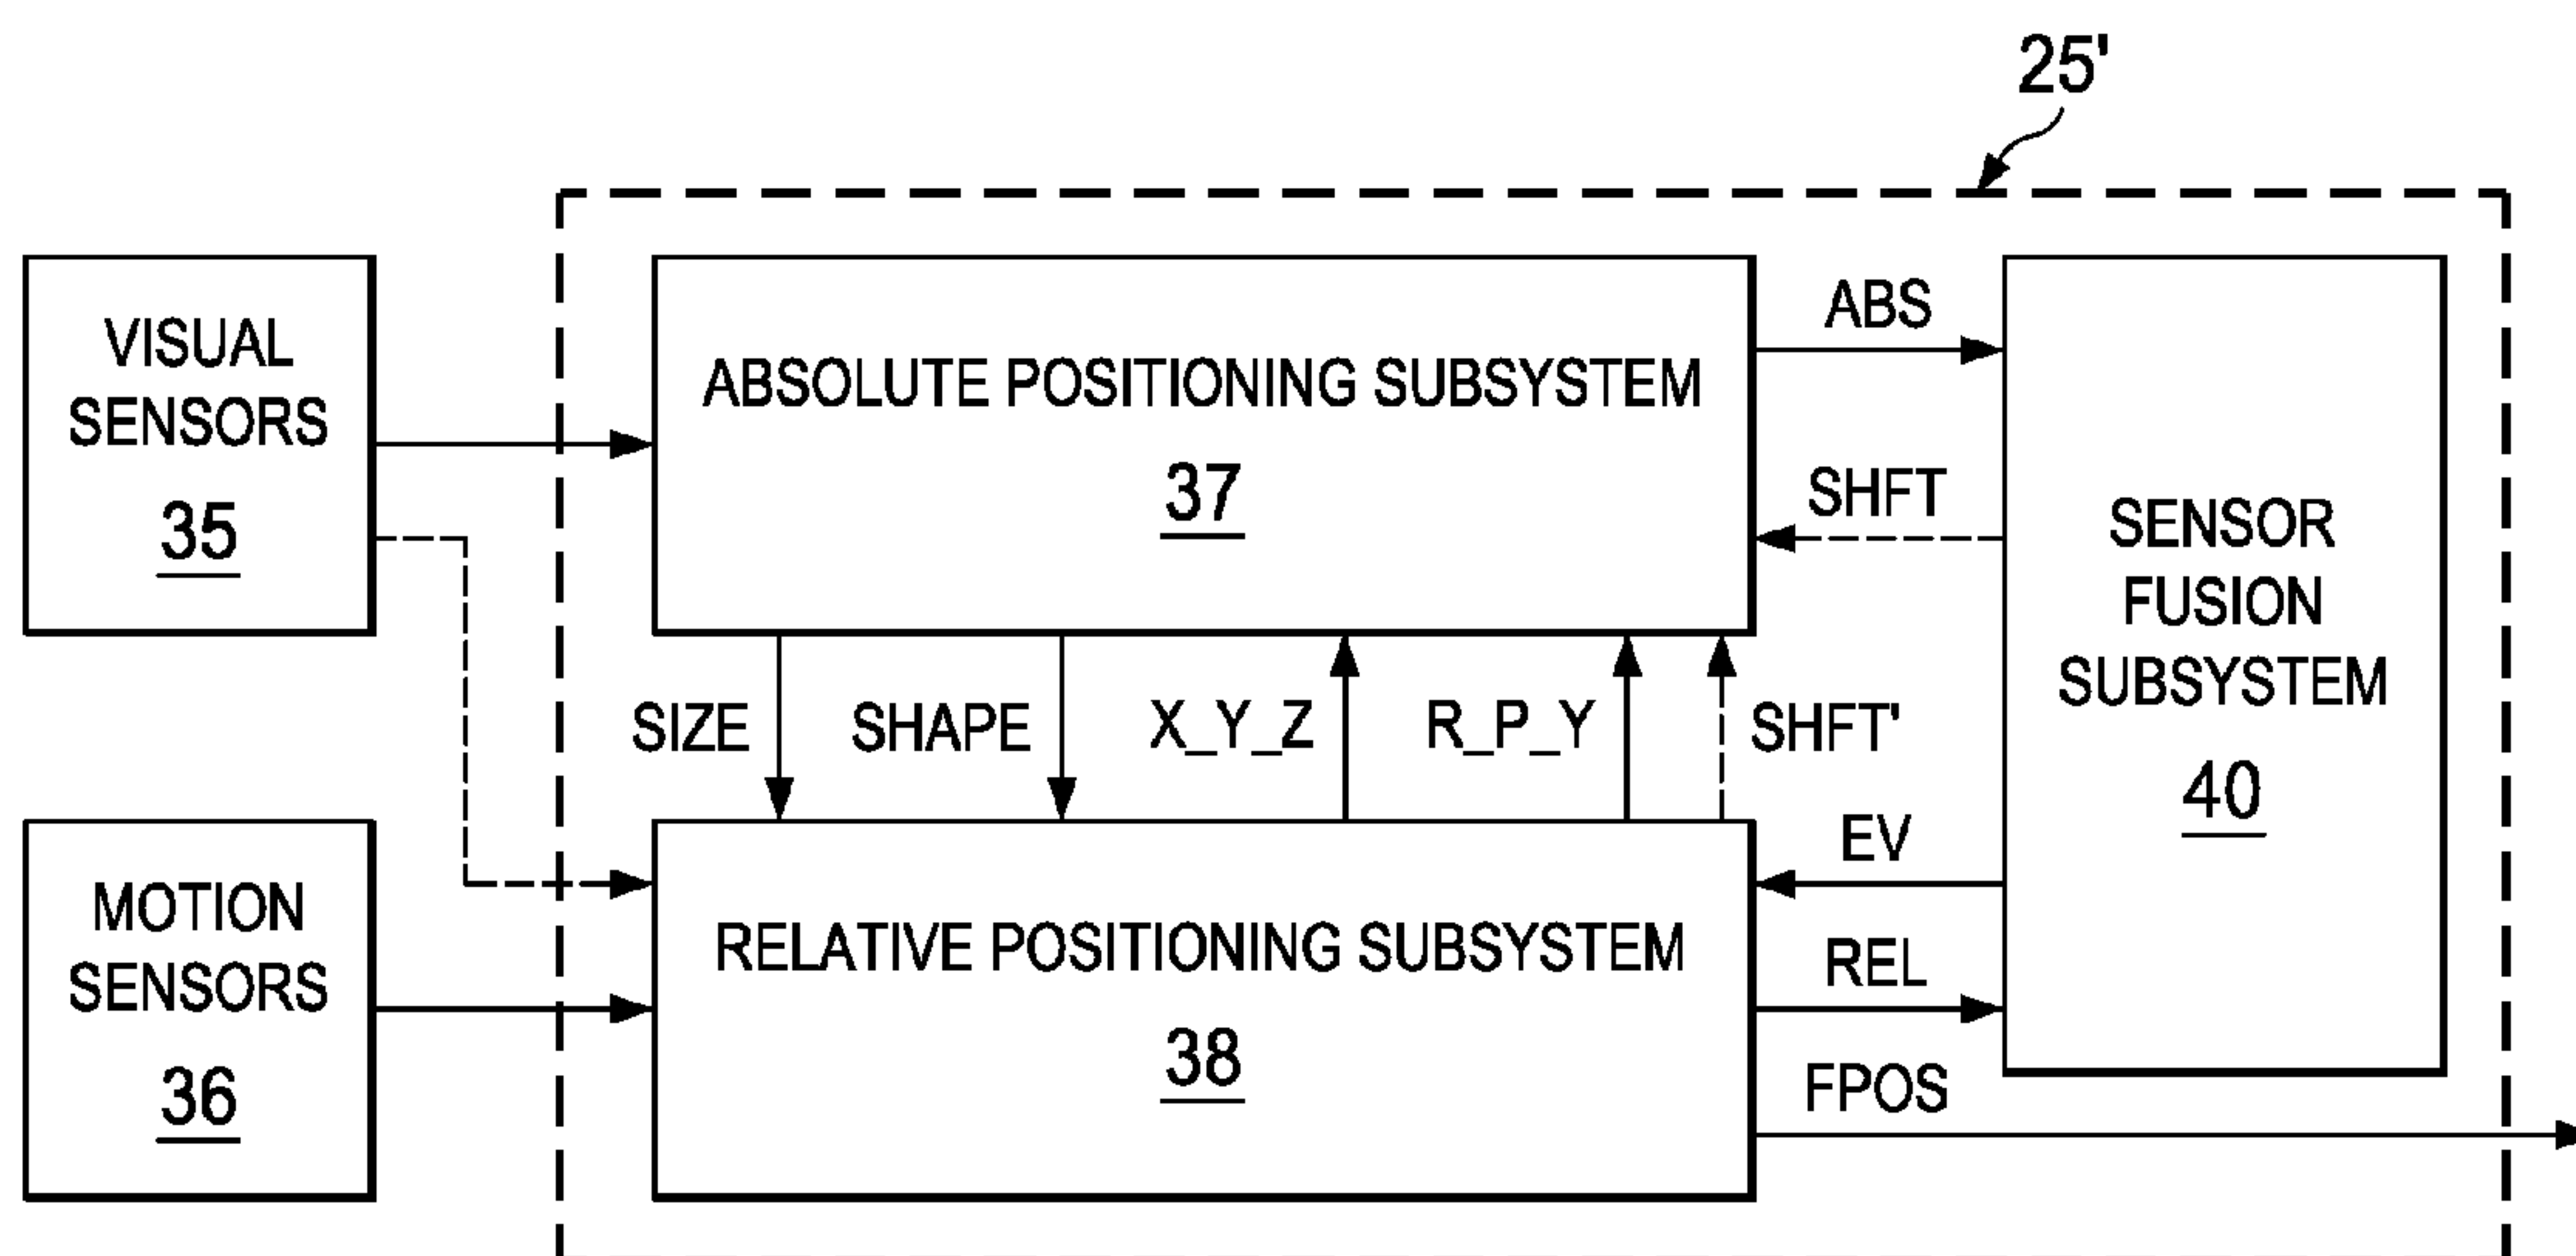 25'
VISUAL
SENSORS
35
ABSOLUTE POSITIONING SUBSYSTEM
37
ABS
SHFT
SENSOR
FUSION
SUBSYSTEM
40
SIZE
SHAPE
X_Y_Z
R_P_Y
SHFT'
MOTION
SENSORS
36
RELATIVE POSITIONING SUBSYSTEM
38
EV
REL
FPOS